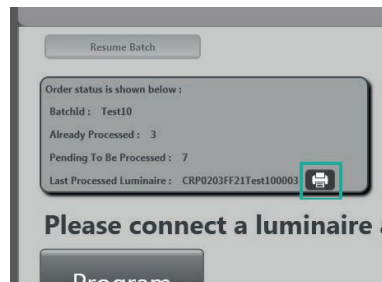 Resume Batch
Order status is shown below :
BatchId : Test10
Already Processed : 3
Pending To Be Processed : 7
Last Processed Luminaire : CRP0203FF21Test100003
Please connect a luminaire
Program